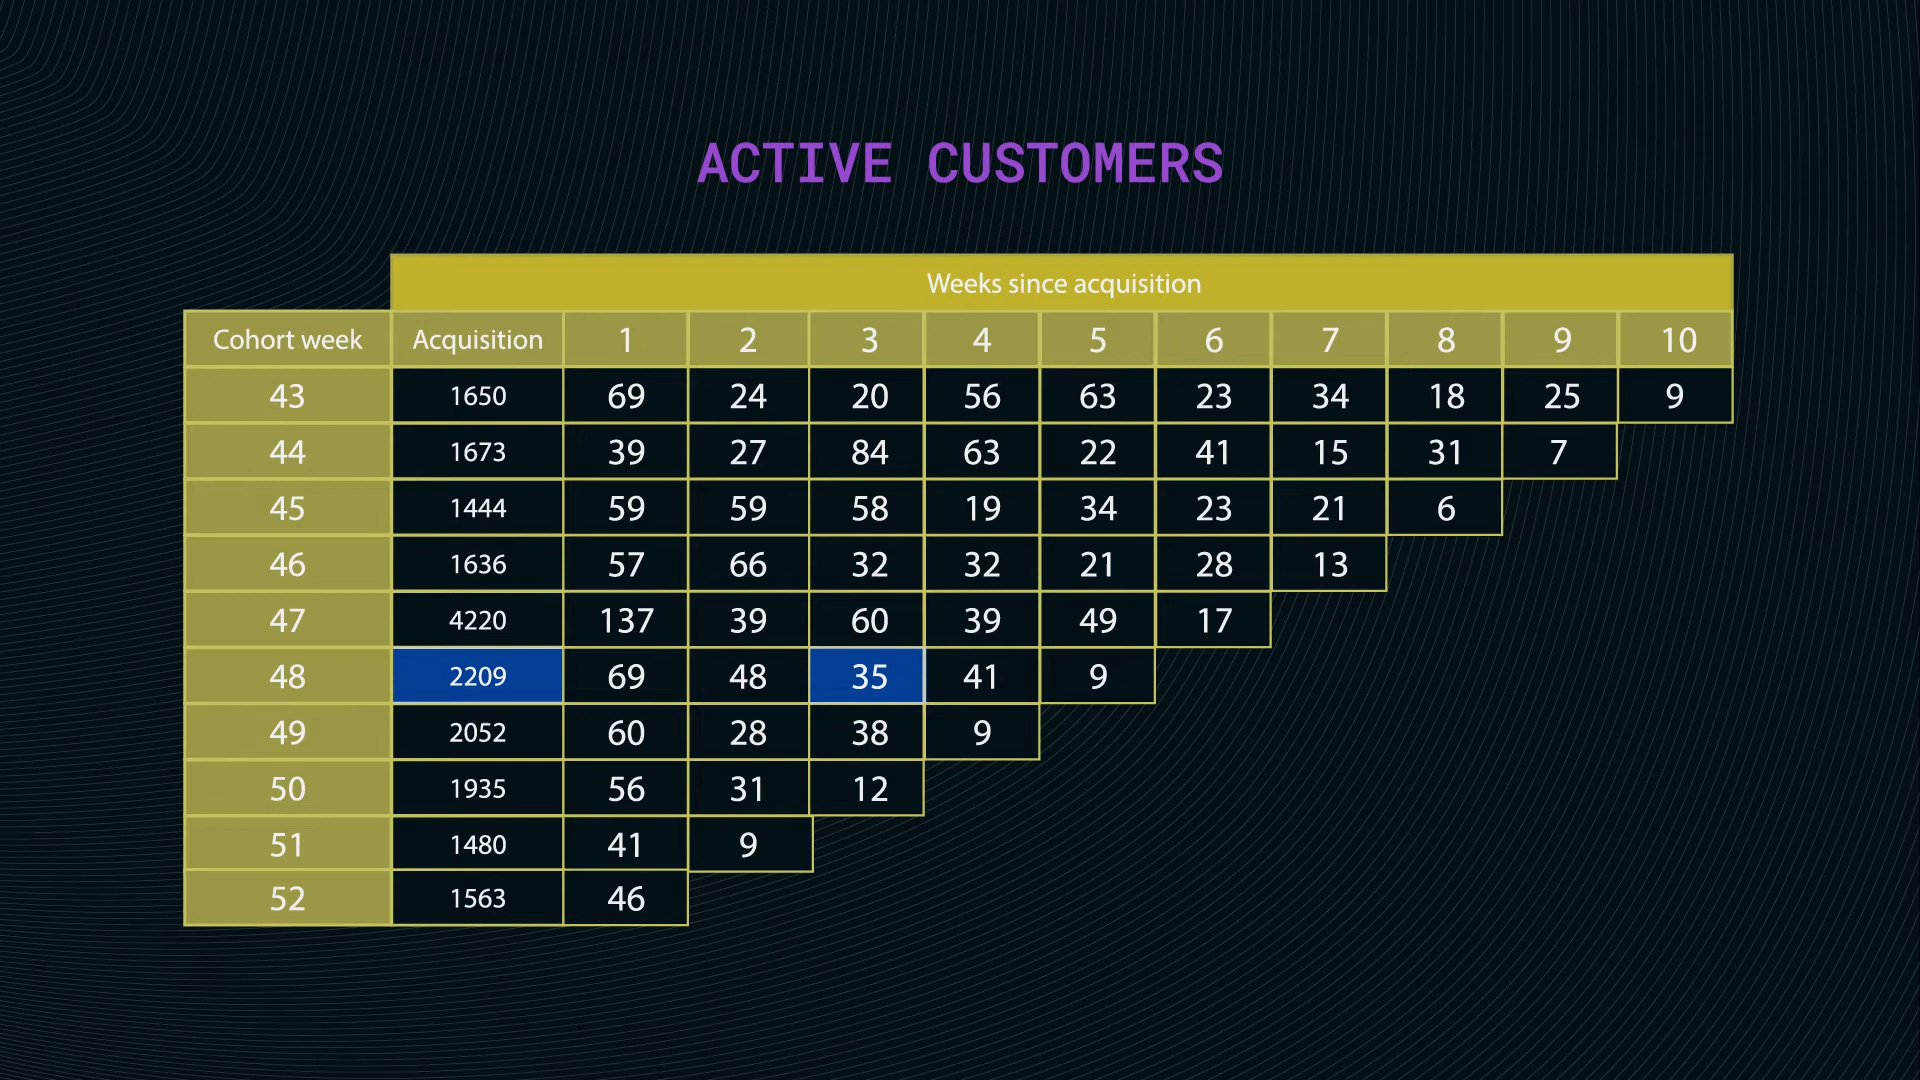 ACTIVE CUSTOMERS
Weeks since acquisition
Cohort week Acquisition 1 2 3 4 5 6 7 8 9 10
43 1650 69 24 20 56 63 23 34 18 25 9
44 1673 39 27 84 63 22 41 15 31 7
45 1444 59 59 58 19 34 23 21 6
46 1636 57 66 32 32 21 28 13
47 4220 137 39 60 39 49 17
48 2209 69 48 35 41 9
49 2052 60 28 38 9
50 1935 56 31 12
51 1480 41 9
52 1563 46